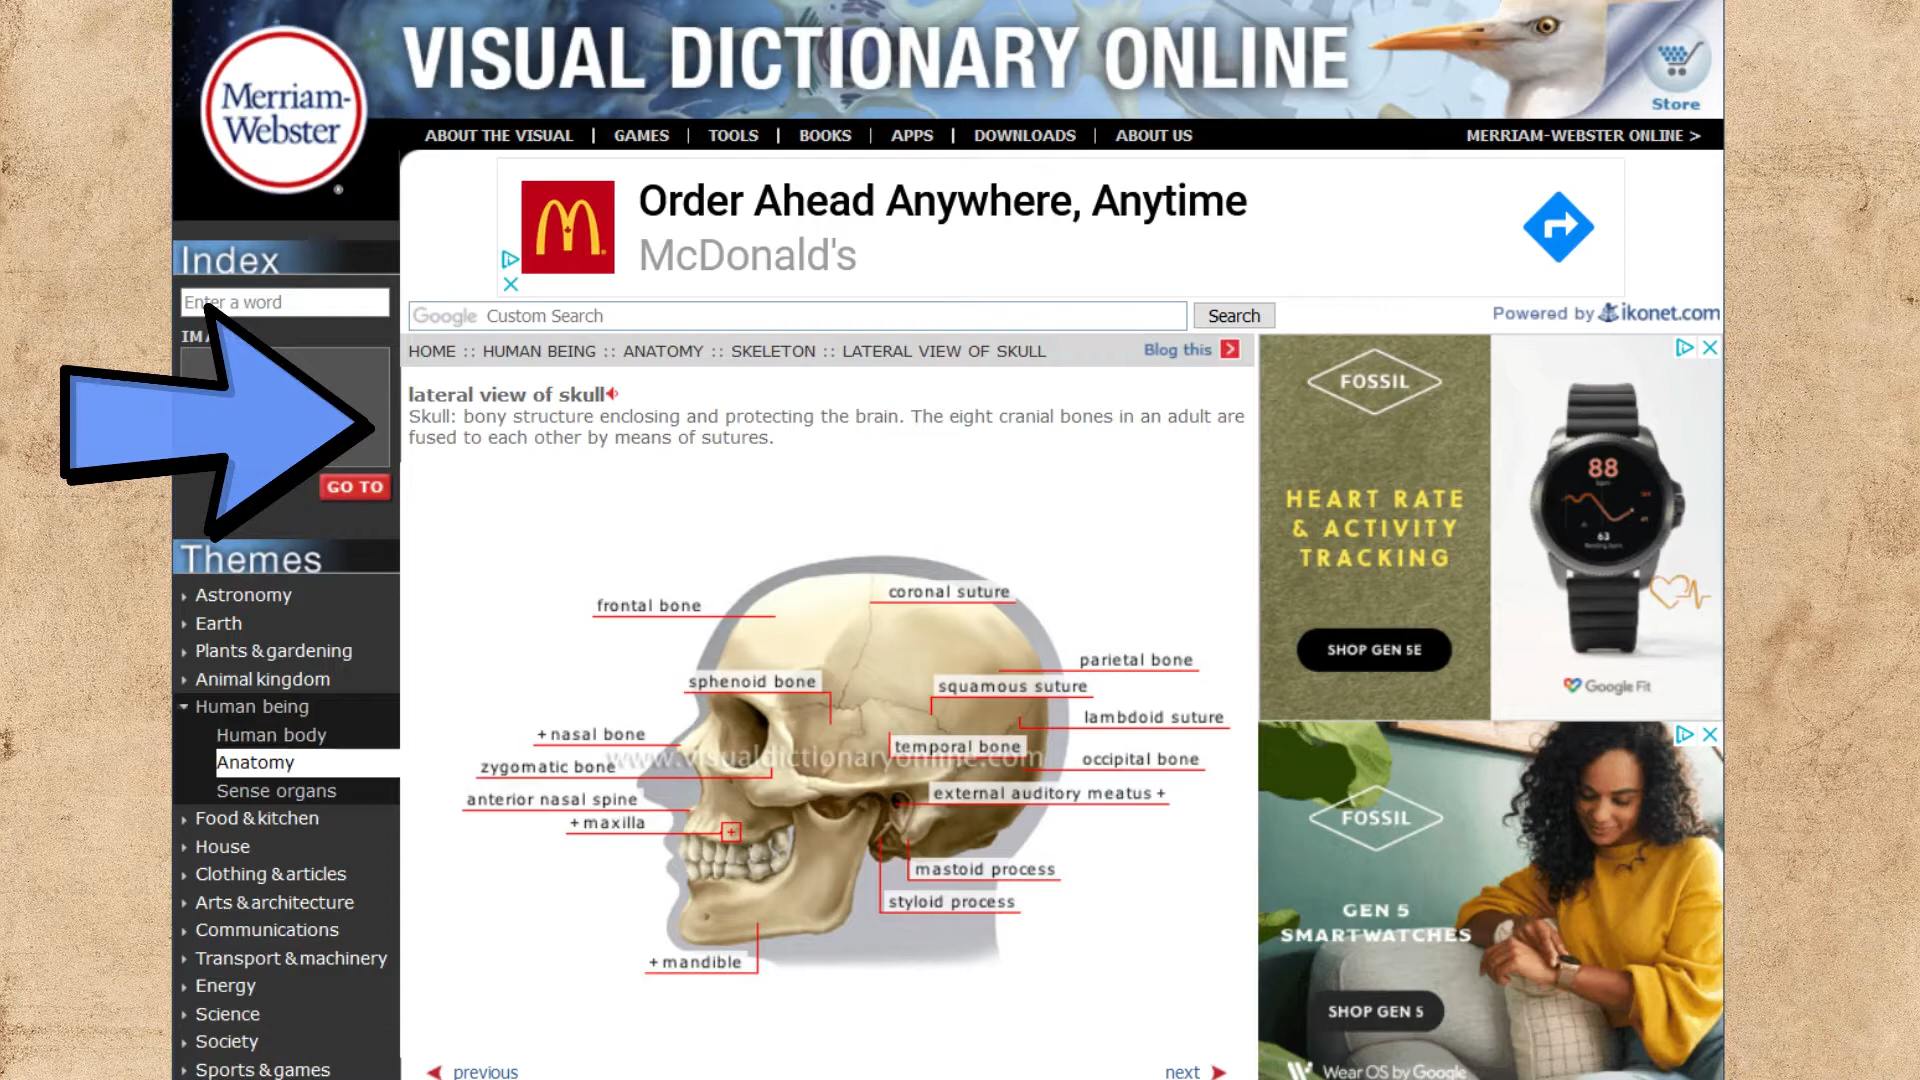 VISUAL DICTIONARY ONLINE
Merriam-
Webster
®
Store
ABOUT THE VISUAL | GAMES | TOOLS | BOOKS | APPS | DOWNLOADS | ABOUT US
MERRIAM-WEBSTER ONLINE >
Order Ahead Anywhere, Anytime
McDonald's
Index
Enter a word
IMA
GO TO
Google Custom Search
Search
Powered by ikonet.com
HOME :: HUMAN BEING :: ANATOMY :: SKELETON :: LATERAL VIEW OF SKULL
Blog this
lateral view of skull
Skull: bony structure enclosing and protecting the brain. The eight cranial bones in an adult are
fused to each other by means of sutures.
Themes
Astronomy
Earth
Plants & gardening
Animal kingdom
Human being
Human body
Anatomy
Sense organs
Food & kitchen
House
Clothing & articles
Arts & architecture
Communications
Transport & machinery
Energy
Science
Society
Sports & games
frontal bone
coronal suture
parietal bone
sphenoid bone
squamous suture
lambdoid suture
+ nasal bone
temporal bone
www.visualdictionaryonline.com
zygomatic bone
occipital bone
anterior nasal spine
external auditory meatus +
+ maxilla
mastoid process
styloid process
+ mandible
previous
next
FOSSIL
HEART RATE
& ACTIVITY
TRACKING
SHOP GEN 5E
88
63
Google Fit
FOSSIL
GEN 5
SMARTWATCHES
SHOP GEN 5
Wear OS by Google